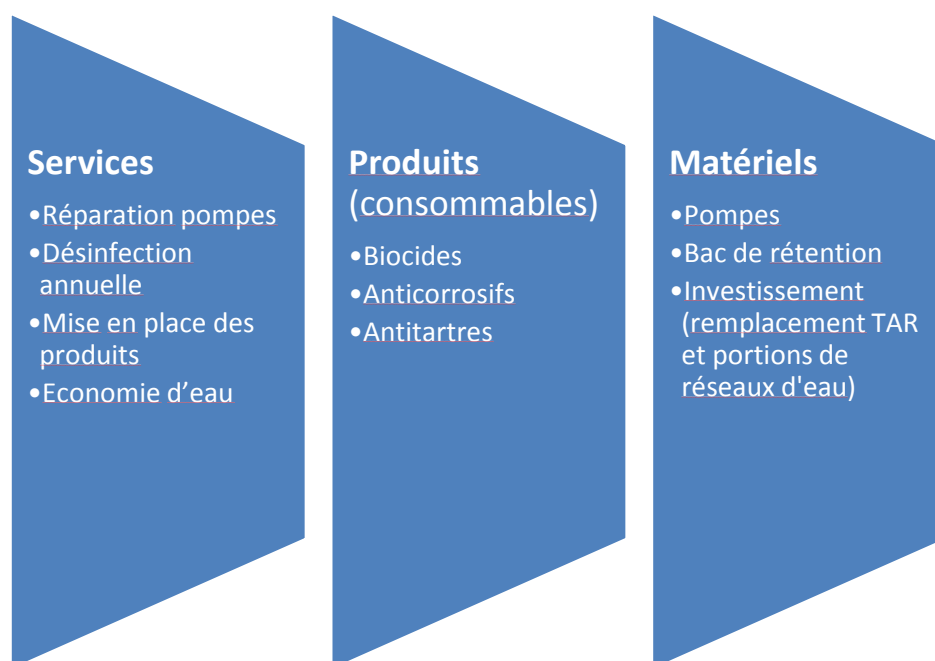 Services
•Réparation pompes
•Désinfection
annuelle
•Mise en place des
produits
•Economie d’eau
Produits
(consommables)
•Biocides
•Anticorrosifs
•Antitartres
Matériels
•Pompes
•Bac de rétention
•Investissement
(remplacement TAR
et portions de
réseaux d'eau)